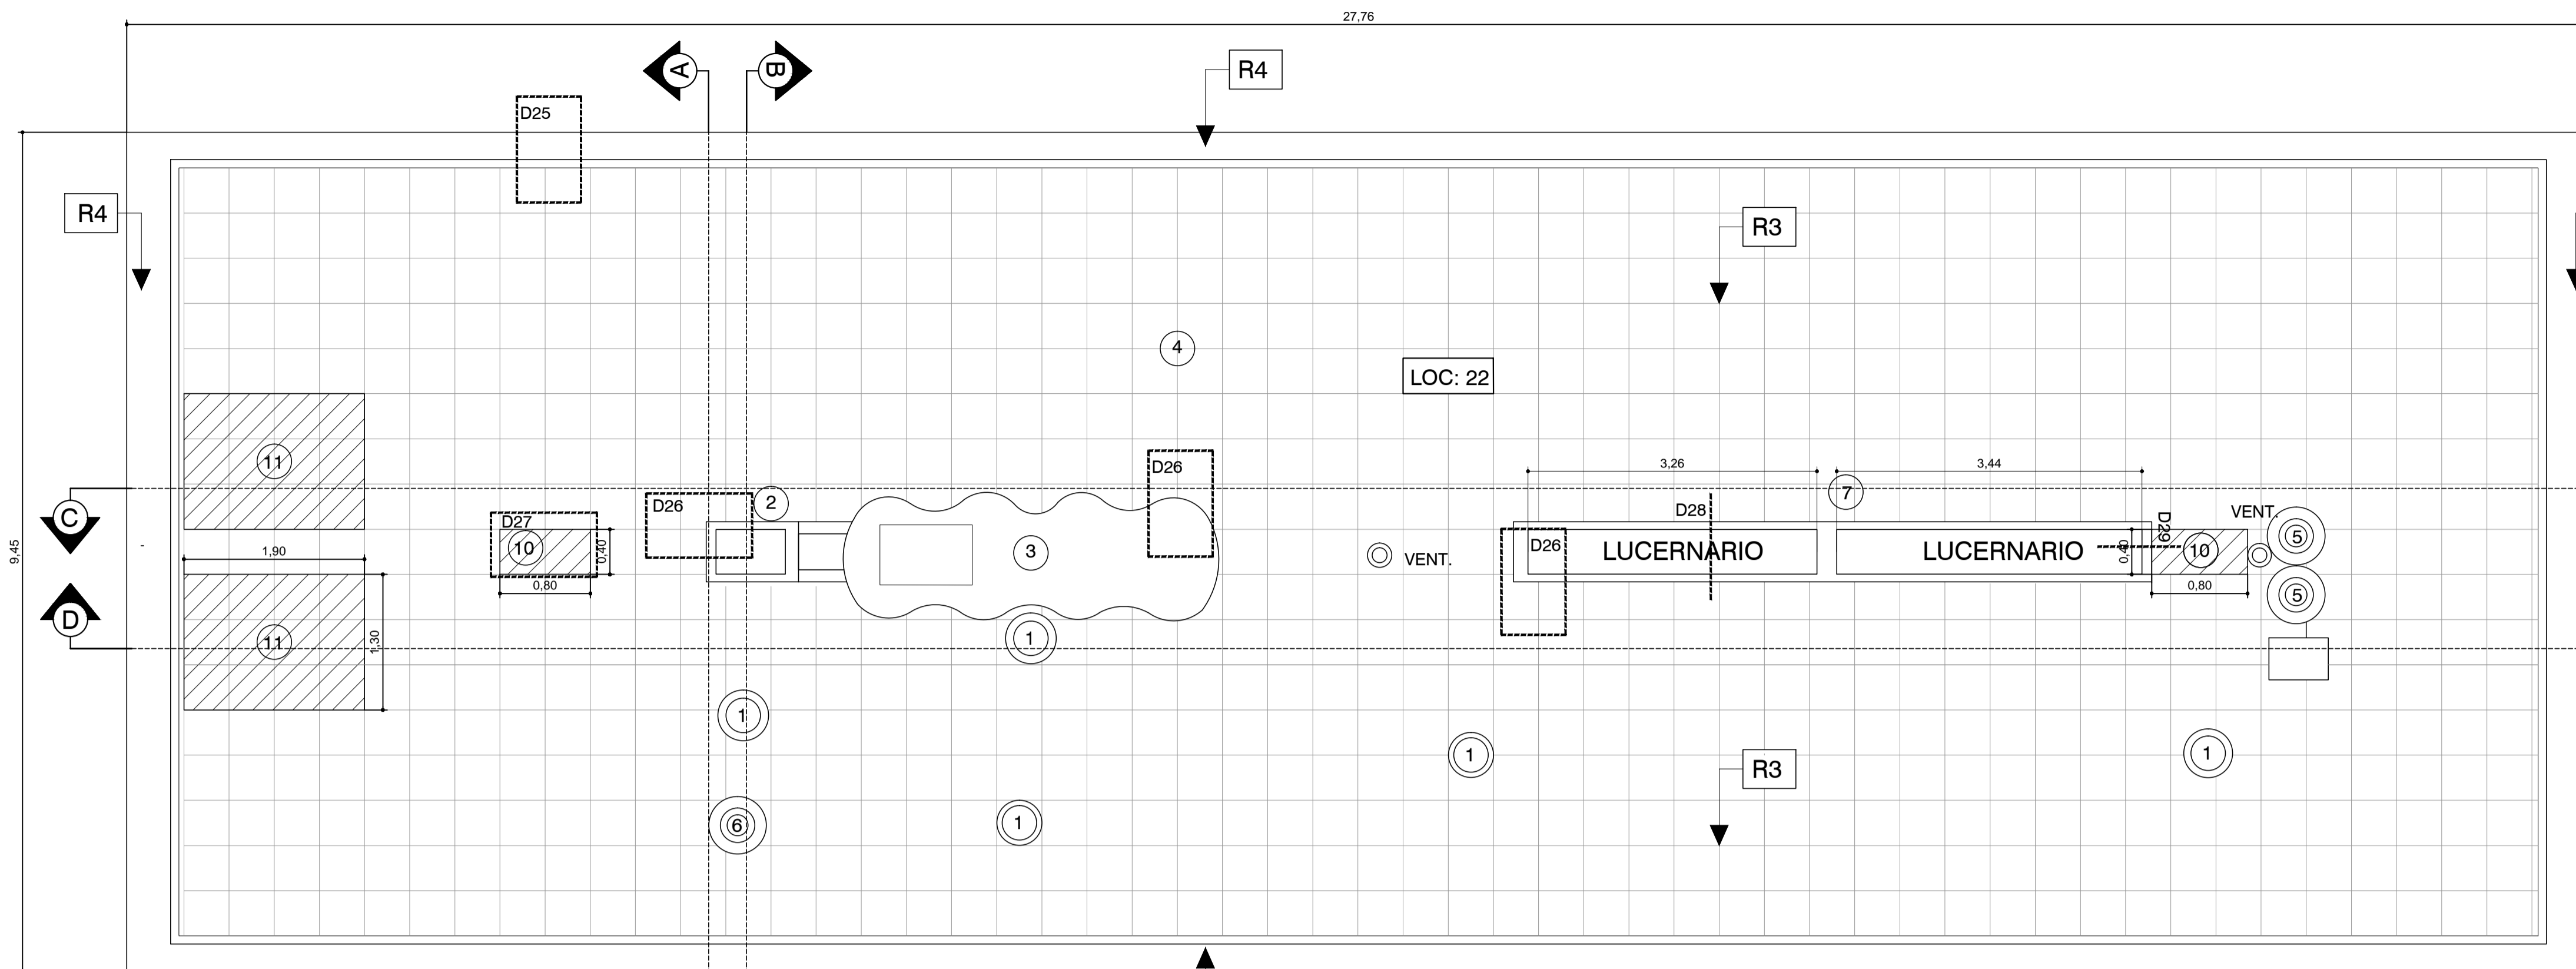 27,76
A
B
R4
D25
R4
R3
4
LOC: 22
11
D26
3,26
3,44
7
2
D26
C
D28
VENT.
D27
D29
10
0,40
3
VENT.
D26
LUCERNARIO
LUCERNARIO
0,40
10
5
9,45
-
1,90
0,80
0,80
5
D
11
1,30
1
1
1
1
R3
6
1